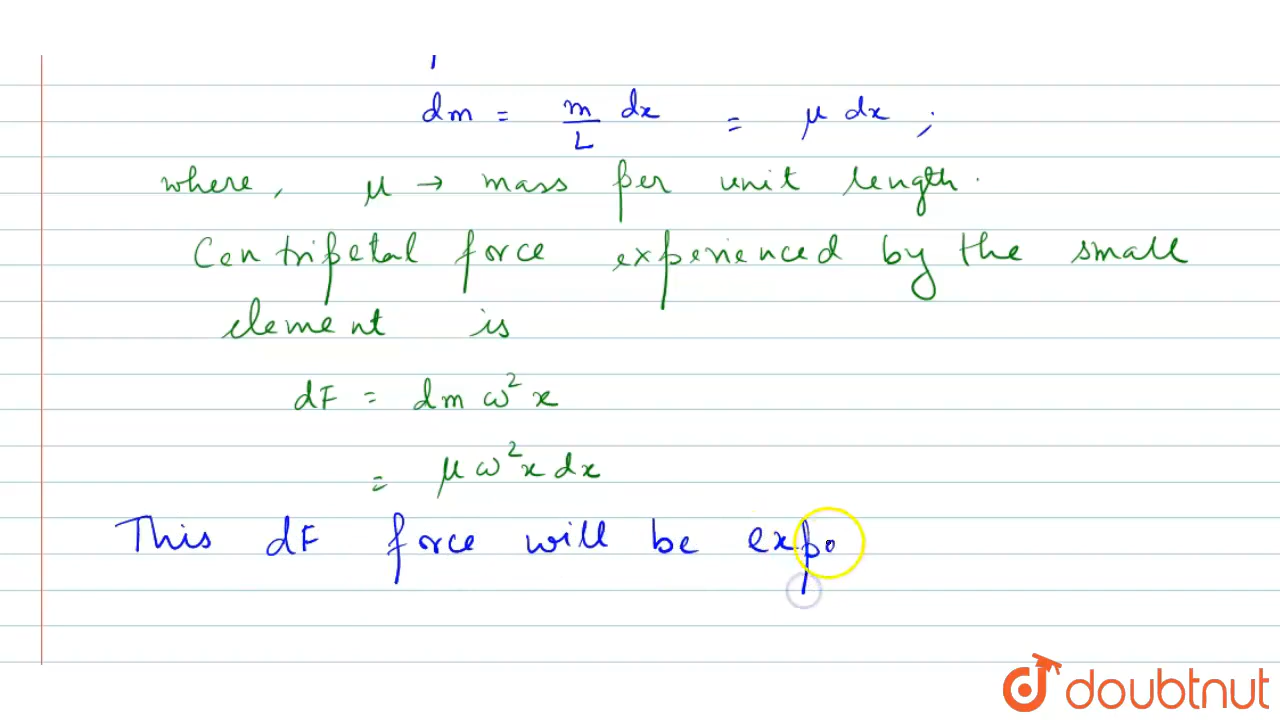 dm = m/L dx = μ dx ;
where, μ → mass per unit length.
Centripetal force experienced by the small
element is
dF = dm ω² x
= μ ω² x dx
This dF force will be exp
doubtnut